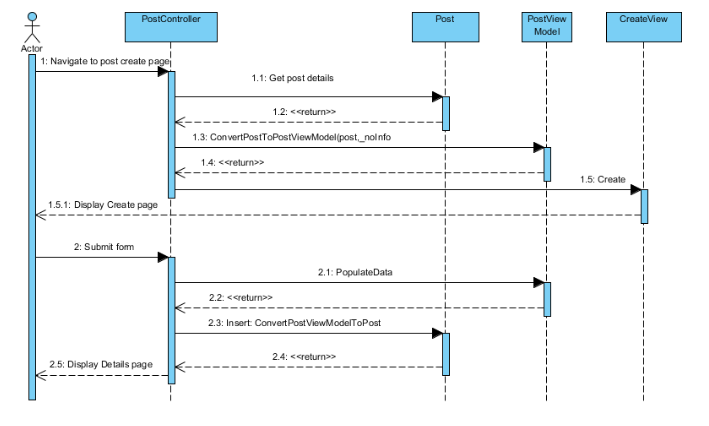 PostController
Post
PostView
Model
CreateView
Actor
1: Navigate to post create page
1.1: Get post details
1.2: <<return>>
1.3: ConvertPostToPostViewModel(post,_noInfo
1.4: <<return>>
1.5: Create
1.5.1: Display Create page
2: Submit form
2.1: PopulateData
2.2: <<return>>
2.3: Insert: ConvertPostViewModelToPost
2.4: <<return>>
2.5: Display Details page